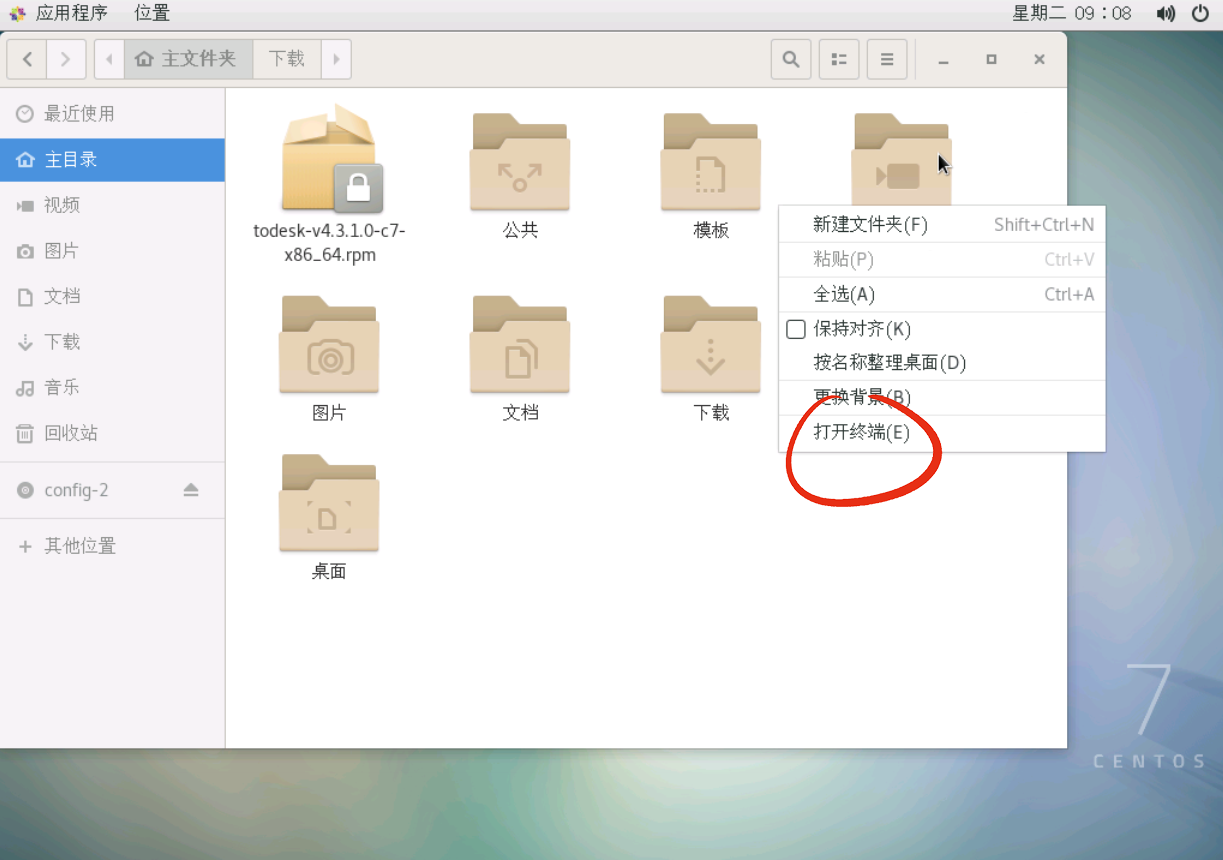 应用程序 位置 星期二 09：08
主文件夹 下载
最近使用
主目录
视频
图片
文档
下载
音乐
回收站
config-2
其他位置
todesk-v4.3.1.0-c7-
x86_64.rpm
公共
模板
图片
文档
下载
桌面
新建文件夹(F) Shift+Ctrl+N
粘贴(P) Ctrl+V
全选(A) Ctrl+A
保持对齐(K)
按名称整理桌面(D)
更换背景(B)
打开终端(E)
7
CENTOS